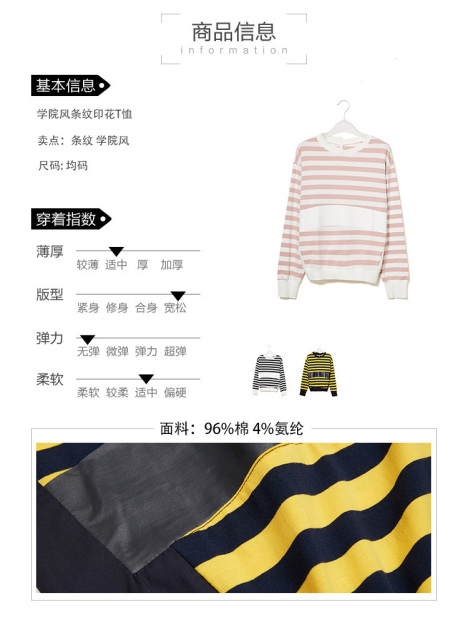 商品信息
information
基本信息
学院风条纹印花T恤
卖点：条纹 学院风
尺码: 均码
穿着指数
薄厚
较薄 适中 厚 加厚
版型
紧身 修身 合身 宽松
弹力
无弹 微弹 弹力 超弹
柔软
柔软 较柔 适中 偏硬
面料：96%棉 4%氨纶